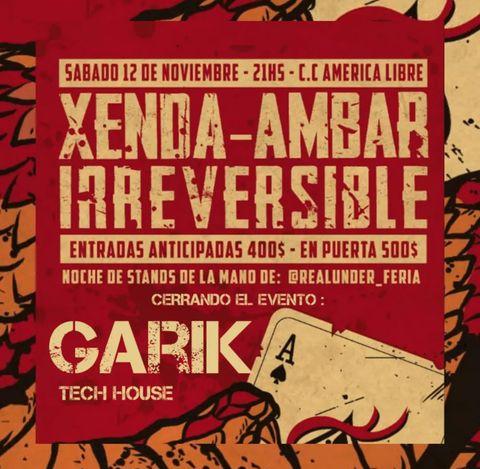 SABADO 12 DE NOVIEMBRE - 21HS - C.C AMERICA LIBRE
XENDA-AMBAR
IRREVERSIBLE
ENTRADAS ANTICIPADAS 400$ - EN PUERTA 500$
NOCHE DE STANDS DE LA MANO DE: @REALUNDER_FERIA
CERRANDO EL EVENTO :
GARIK
TECH HOUSE
A